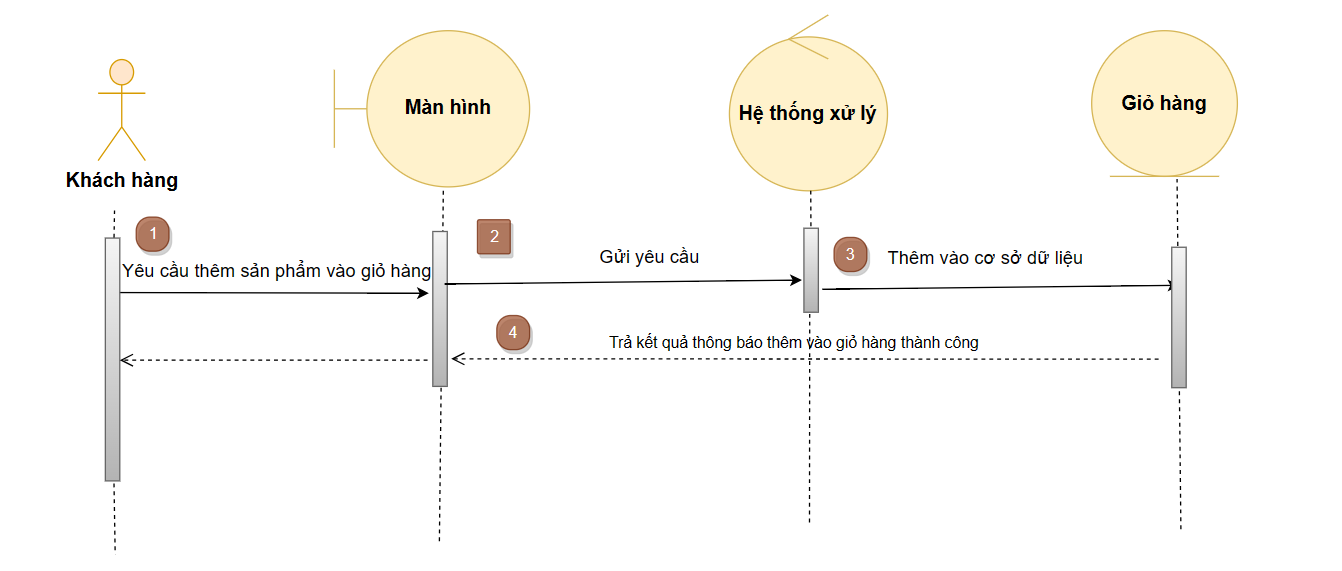 Màn hình
Hệ thống xử lý
Giỏ hàng
Khách hàng
1
Yêu cầu thêm sản phẩm vào giỏ hàng
2
Gửi yêu cầu
3
Thêm vào cơ sở dữ liệu
4
Trả kết quả thông báo thêm vào giỏ hàng thành công